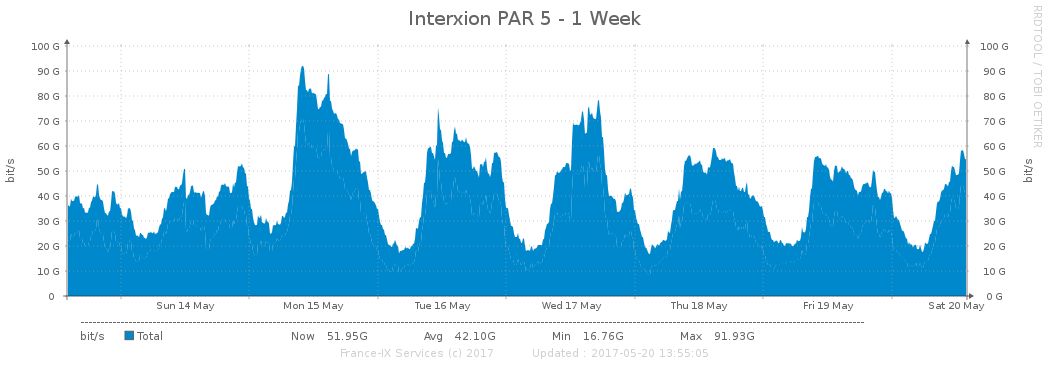 Interxion PAR 5 - 1 Week
RRDTOOL / TOBI OETIKER
bit/s
100 G 100 G
90 G 90 G
80 G 80 G
70 G 70 G
60 G 60 G
50 G 50 G
40 G 40 G
30 G 30 G
20 G 20 G
10 G 10 G
0 0 G
bit/s
Sun 14 May Mon 15 May Tue 16 May Wed 17 May Thu 18 May Fri 19 May Sat 20 May
bit/s Total Now 51.95G Avg 42.10G Min 16.76G Max 91.93G
France-IX Services (c) 2017 Updated : 2017-05-20 13:55:05